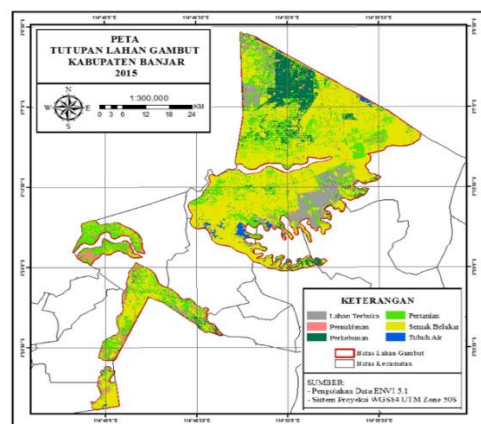 PETA
TUTUPAN LAHAN GAMBUT
KABUPATEN BANJAR
2015
N
W E
S
1:300,000
KM
0 3 6 12 18 24
KETERANGAN
Lahan Terbuka
Pemukiman
Perkebunan
Pertanian
Semak Belukar
Tubuh Air
Batas Lahan Gambut
Batas Kecamatan
SUMBER:
- Pengolahan Data ENVI 5.1
- Sistem Proyeksi WGS84 UTM Zone 50S